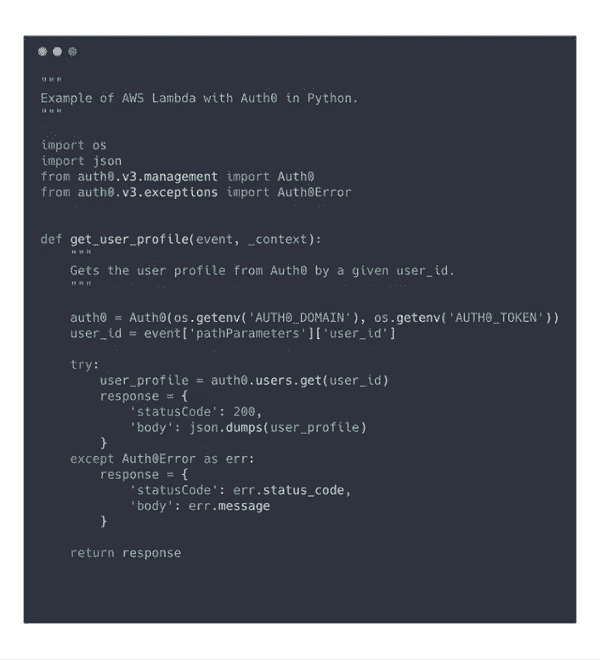 """
Example of AWS Lambda with Auth0 in Python.
"""
import os
import json
from auth0.v3.management import Auth0
from auth0.v3.exceptions import Auth0Error
def get_user_profile(event, _context):
"""
Gets the user profile from Auth0 by a given user_id.
"""
auth0 = Auth0(os.getenv('AUTH0_DOMAIN'), os.getenv('AUTH0_TOKEN'))
user_id = event['pathParameters']['user_id']
try:
user_profile = auth0.users.get(user_id)
response = {
'statusCode': 200,
'body': json.dumps(user_profile)
}
except Auth0Error as err:
response = {
'statusCode': err.status_code,
'body': err.message
}
return response